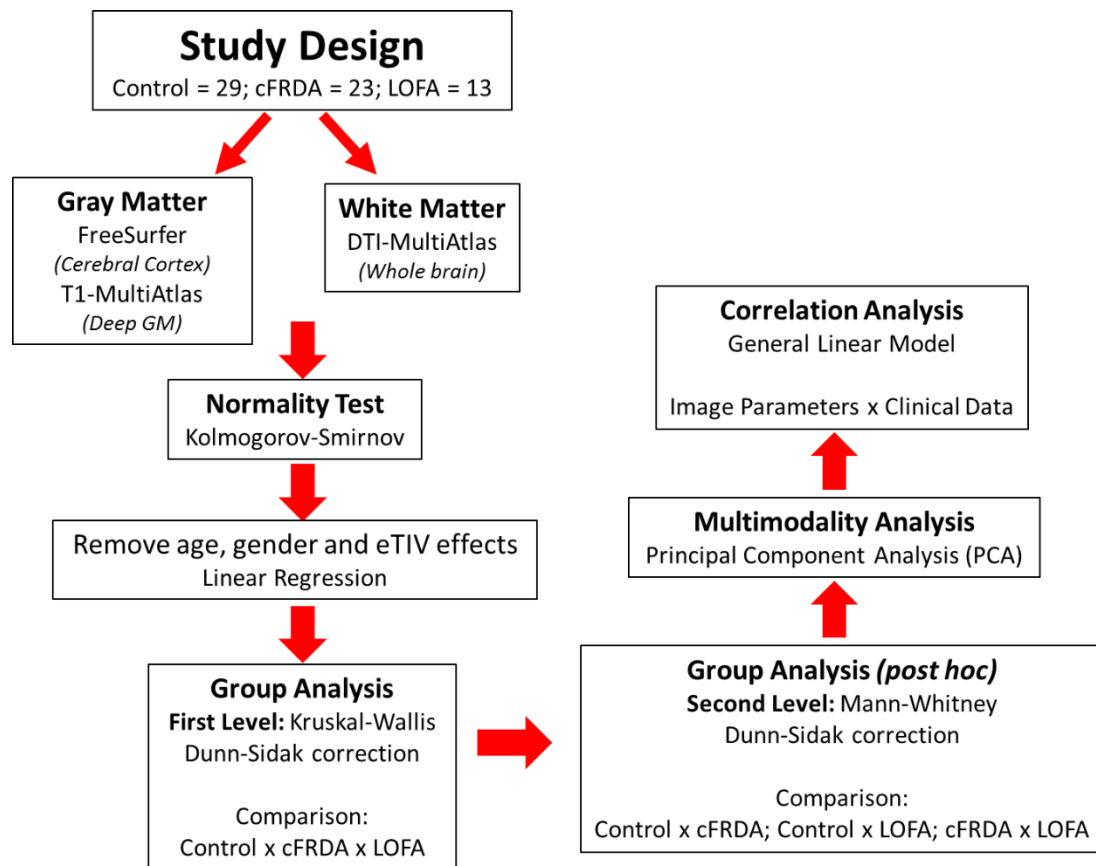 Study Design
Control = 29; cFRDA = 23; LOFA = 13
Gray Matter
FreeSurfer
(Cerebral Cortex)
T1-MultiAtlas
(Deep GM)
White Matter
DTI-MultiAtlas
(Whole brain)
Normality Test
Kolmogorov-Smirnov
Remove age, gender and eTIV effects
Linear Regression
Group Analysis
First Level: Kruskal-Wallis
Dunn-Sidak correction
Comparison:
Control x cFRDA x LOFA
Group Analysis (post hoc)
Second Level: Mann-Whitney
Dunn-Sidak correction
Comparison:
Control x cFRDA; Control x LOFA; cFRDA x LOFA
Multimodality Analysis
Principal Component Analysis (PCA)
Correlation Analysis
General Linear Model
Image Parameters x Clinical Data